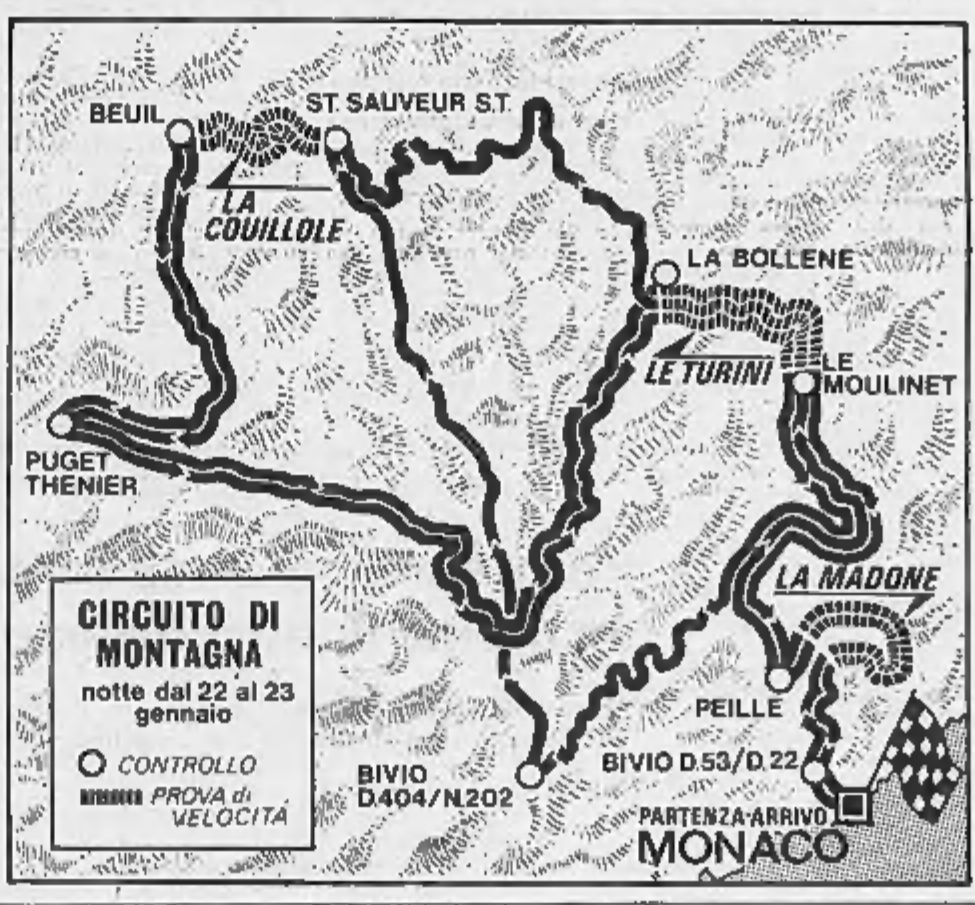 BEUIL
ST. SAUVEUR S.T.
LA
COUILLOLE
LA BOLLENE
LE TURINI
LE
MOULINET
PUGET
THENIER
LA MADONE
CIRCUITO DI
MONTAGNA
notte dal 22 al 23
gennaio
CONTROLLO
PROVA di
VELOCITÀ
PEILLE
BIVIO
D.404/N.202
BIVIO D.53/D.22
PARTENZA-ARRIVO
MONACO